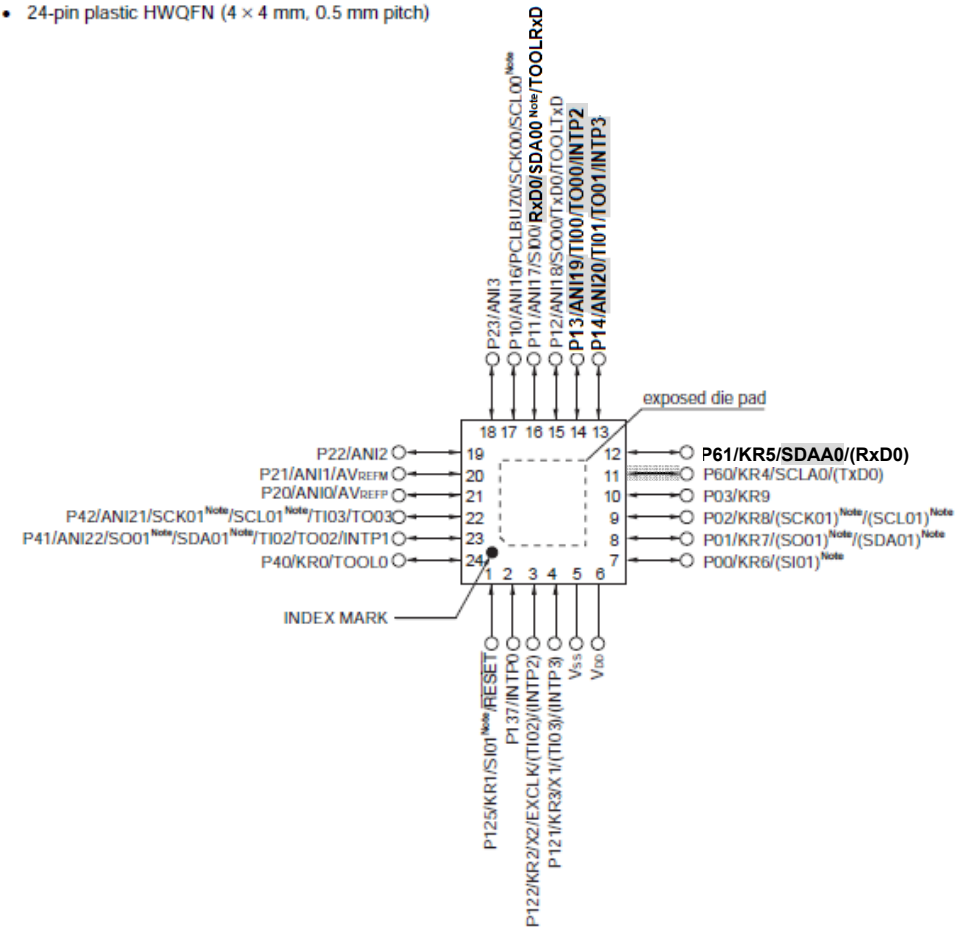 • 24-pin plastic HWQFN (4 × 4 mm, 0.5 mm pitch)
P23/ANI3
P10/ANI16/PCLBUZ0/SCK00/SCL00Note
P11/ANI17/SI00/RxD0/SDA00 Note/TOOLRxD
P12/ANI18/SO00/TxD0/TOOLTxD
P13/ANI19/TI00/TO00/INTP2
P14/ANI20/TI01/TO01/INTP3
exposed die pad
18 17 16 15 14 13
P22/ANI2 19
P21/ANI1/AVREFM 20
P20/ANI0/AVREFP 21
P42/ANI21/SCK01Note/SCL01Note/TI03/TO03 22
P41/ANI22/SO01Note/SDA01Note/TI02/TO02/INTP1 23
P40/KR0/TOOL0 24
12 P61/KR5/SDAA0/(RxD0)
11 P60/KR4/SCLA0/(TxD0)
10 P03/KR9
9 P02/KR8/(SCK01)Note/(SCL01)Note
8 P01/KR7/(SO01)Note/(SDA01)Note
7 P00/KR6/(SI01)Note
1 2 3 4 5 6
INDEX MARK
P125/KR1/SI01Note/RESET
P137/INTP0
P122/KR2/X2/EXCLK/(TI02)/(INTP2)
P121/KR3/X1/(TI03)/(INTP3)
VSS
VDD